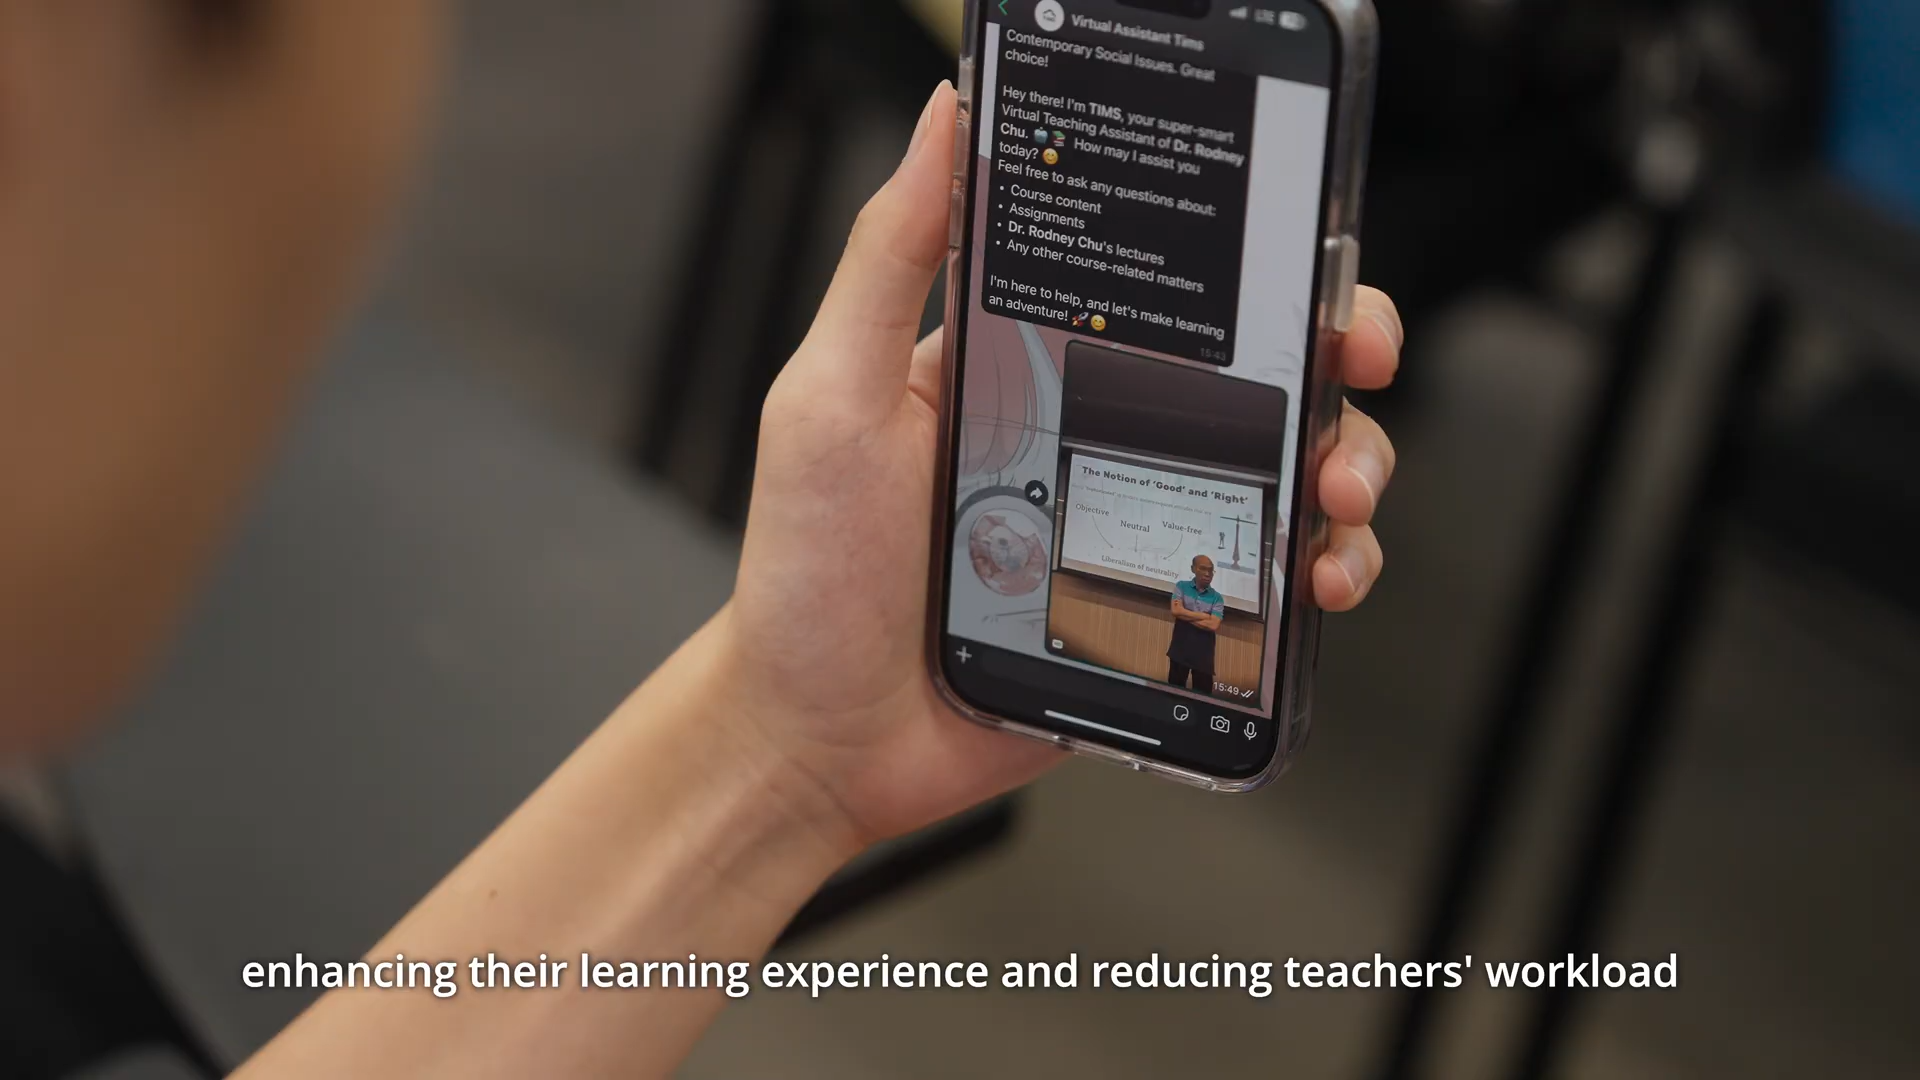 LTE
Virtual Assistant Tims
Contemporary Social Issues. Great
choice!
Hey there! I'm TIMS, your super-smart
Virtual Teaching Assistant of Dr. Rodney
Chu. How may I assist you
today?
Feel free to ask any questions about:
• Course content
• Assignments
• Dr. Rodney Chu's lectures
• Any other course-related matters
I'm here to help, and let's make learning
an adventure!
15:43
The Notion of 'Good' and 'Right'
Objective
Neutral
Value-free
Liberalism of neutrality
15:49
enhancing their learning experience and reducing teachers' workload